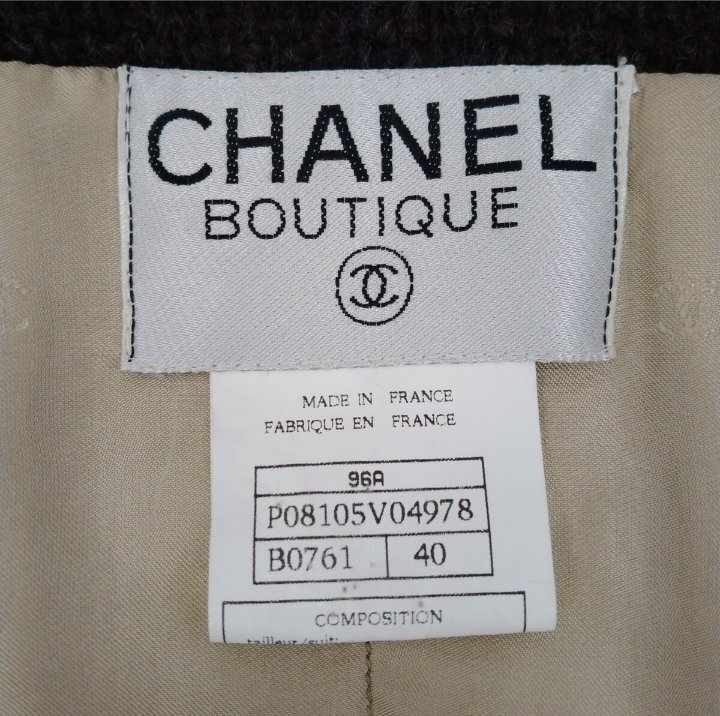 CHANEL
BOUTIQUE
MADE IN FRANCE
FABRIQUE EN FRANCE
96A
P08105V04978
B0761 40
COMPOSITION